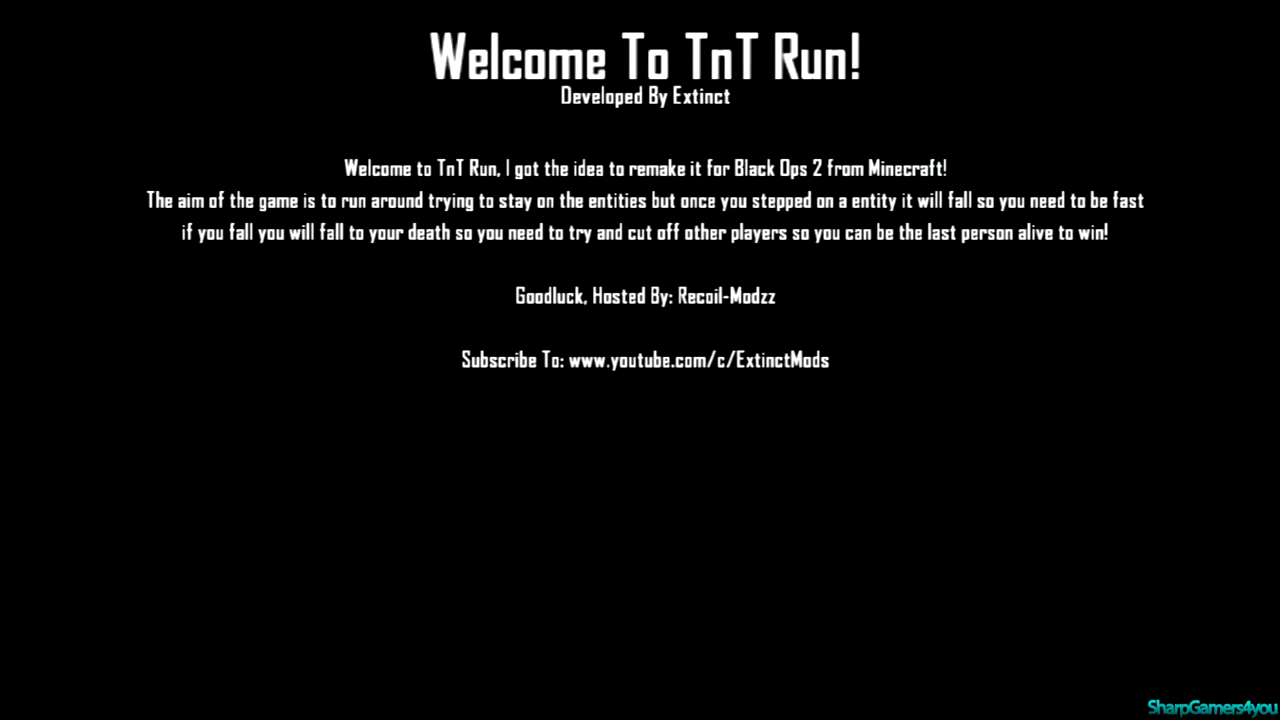 Welcome To TnT Run!
Developed By Extinct
Welcome to TnT Run, I got the idea to remake it for Black Ops 2 from Minecraft!
The aim of the game is to run around trying to stay on the entities but once you stepped on a entity it will fall so you need to be fast
if you fall you will fall to your death so you need to try and cut off other players so you can be the last person alive to win!
Goodluck, Hosted By: Recoil-Modzz
Subscribe To: www.youtube.com/c/ExtinctMods
SharpGamers4you